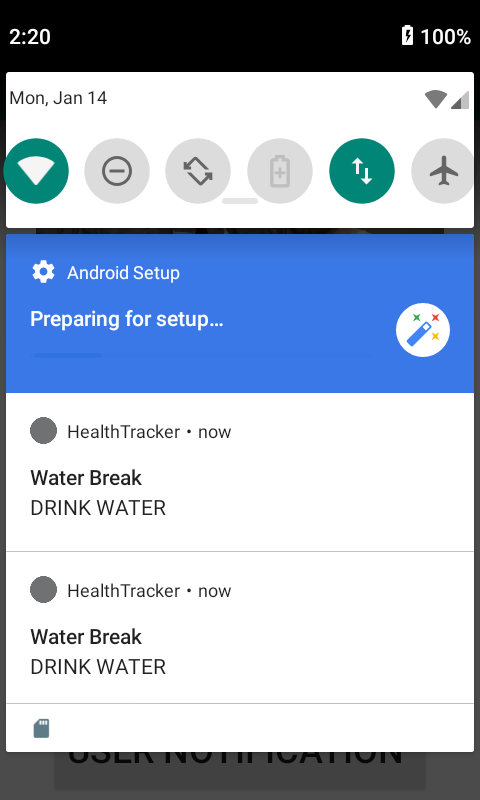 2:20 100%
Mon, Jan 14
Android Setup
Preparing for setup...
HealthTracker • now
Water Break
DRINK WATER
HealthTracker • now
Water Break
DRINK WATER
USER NOTIFICATION